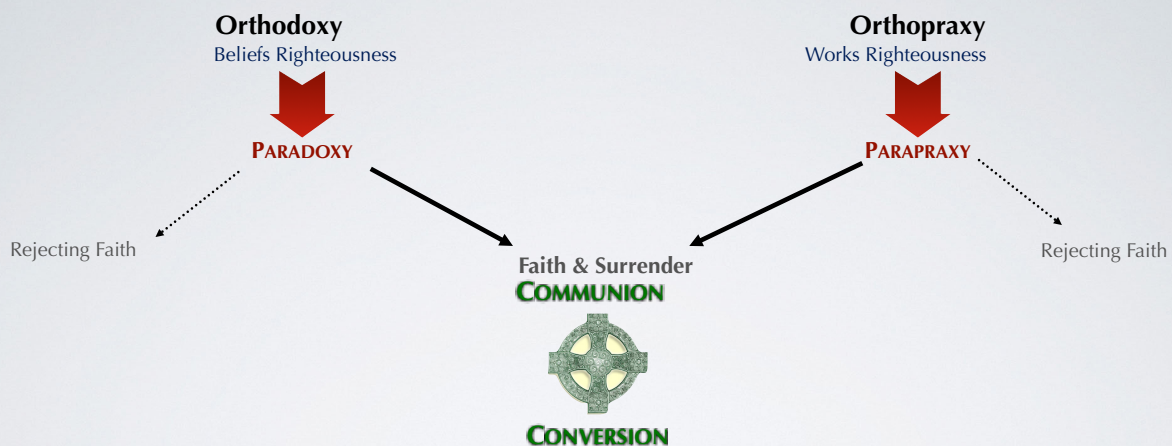 Orthodoxy
Beliefs Righteousness
PARADOXY
Orthopraxy
Works Righteousness
PARAPRAXY
Rejecting Faith
Rejecting Faith
Faith & Surrender
COMMUNION
CONVERSION